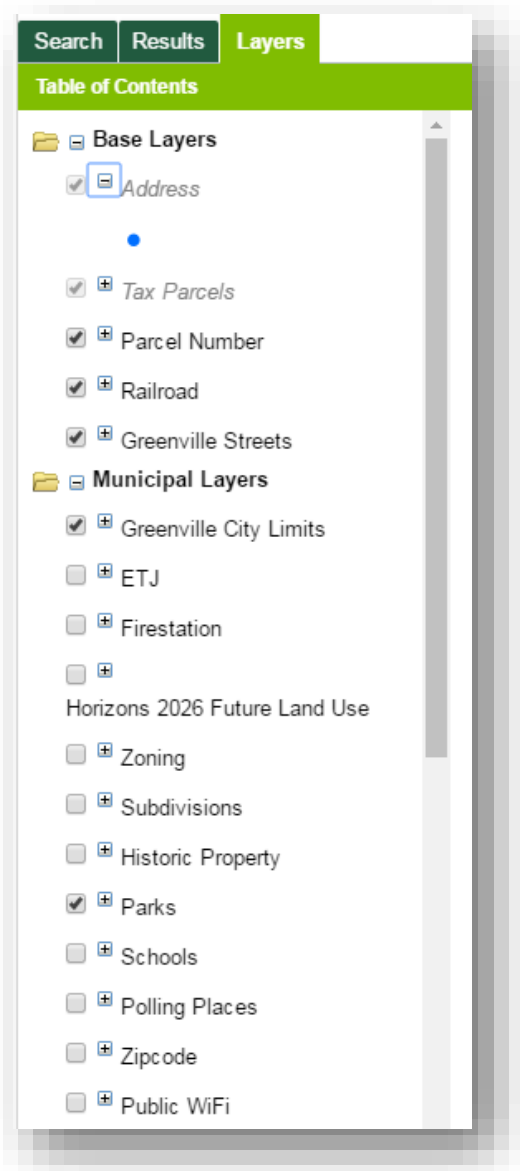 Search Results Layers
Table of Contents
Base Layers
Address
Tax Parcels
Parcel Number
Railroad
Greenville Streets
Municipal Layers
Greenville City Limits
ETJ
Firestation
Horizons 2026 Future Land Use
Zoning
Subdivisions
Historic Property
Parks
Schools
Polling Places
Zipcode
Public WiFi